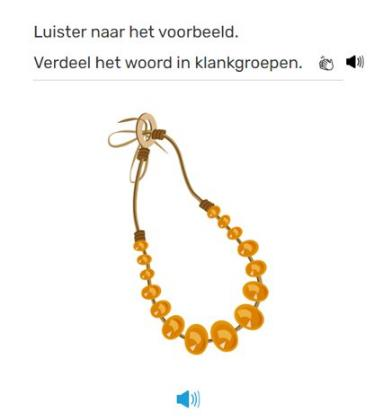 Luister naar het voorbeeld.
Verdeel het woord in klankgroepen.